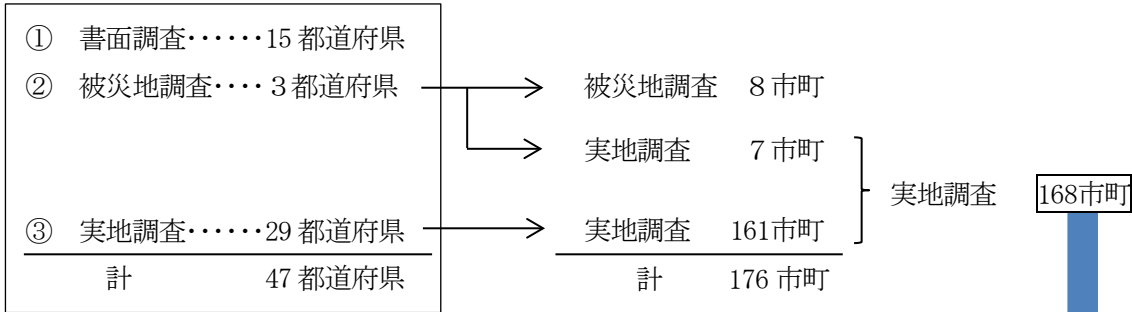 ① 書面調査‥‥‥15 都道府県
② 被災地調査‥‥３都道府県
被災地調査 ８市町
実地調査 ７市町
実地調査 168市町
③ 実地調査‥‥‥29 都道府県
実地調査 161市町
計 47 都道府県
計 176 市町